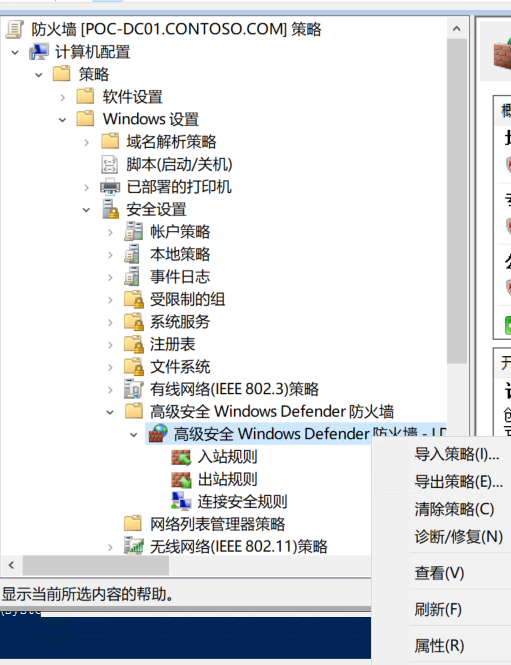 防火墙 [POC-DC01.CONTOSO.COM] 策略
计算机配置
策略
软件设置
Windows 设置
域名解析策略
脚本(启动/关机)
已部署的打印机
安全设置
帐户策略
本地策略
事件日志
受限制的组
系统服务
注册表
文件系统
有线网络(IEEE 802.3)策略
高级安全 Windows Defender 防火墙
高级安全 Windows Defender 防火墙 - LD
入站规则
出站规则
连接安全规则
网络列表管理器策略
无线网络(IEEE 802.11)策略
导入策略(I)...
导出策略(E)...
清除策略(C)
诊断/修复(N)
查看(V)
刷新(F)
属性(R)
显示当前所选内容的帮助。